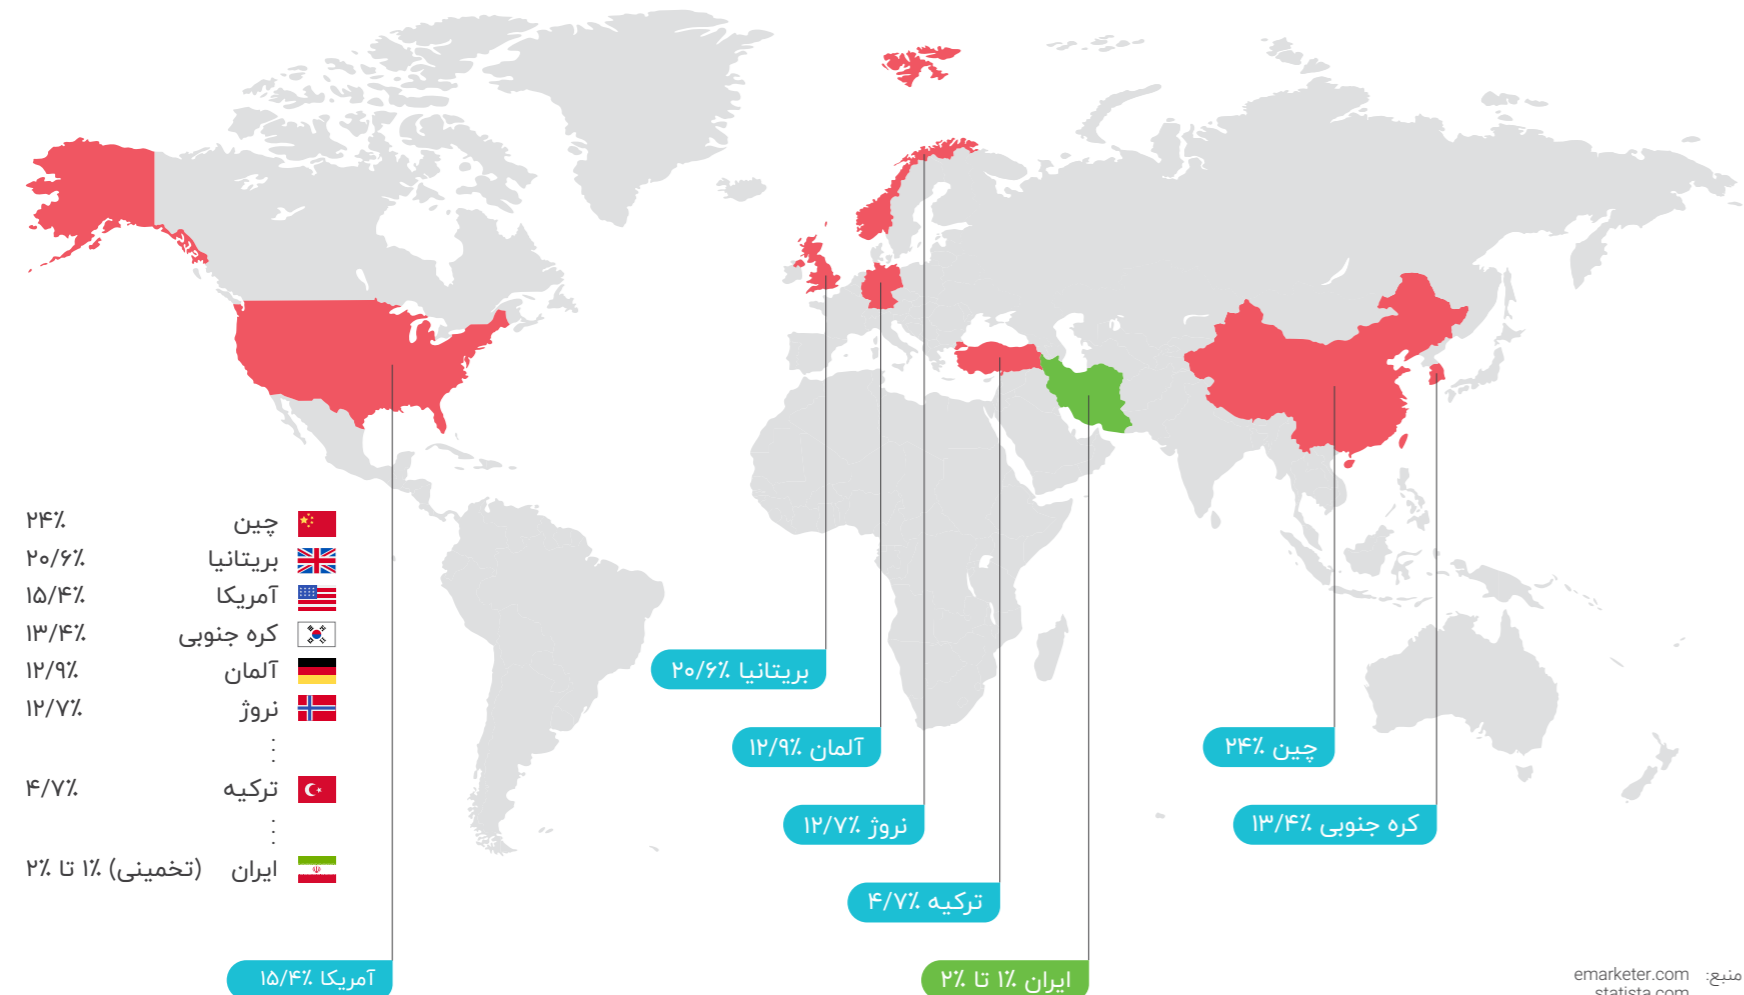 چین ۲۴٪
بریتانیا ۲۰/۶٪
آمریکا ۱۵/۴٪
کره جنوبی ۱۳/۴٪
آلمان ۱۲/۹٪
نروژ ۱۲/۷٪
:
ترکیه ۴/۷٪
:
ایران (تخمینی) ۱٪ تا ۲٪
بریتانیا ۲۰/۶٪
آلمان ۱۲/۹٪
چین ۲۴٪
نروژ ۱۲/۷٪
کره جنوبی ۱۳/۴٪
ترکیه ۴/۷٪
آمریکا ۱۵/۴٪
ایران ۱٪ تا ۲٪
منبع: emarketer.com
statista.com